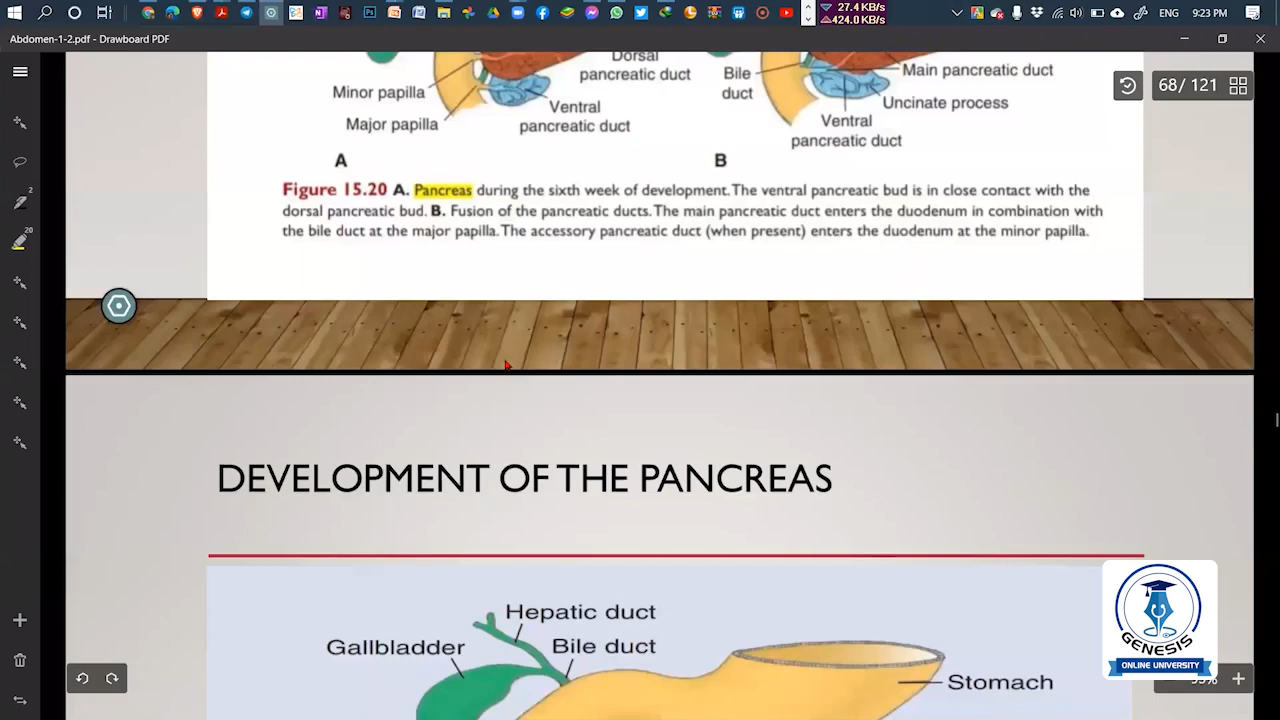 27.4 KB/s
424.0 KB/s
ENG
9:23 PM
Abdomen-1-2.pdf - Drawboard PDF
68/ 121
2
20
Dorsal
pancreatic duct
Minor papilla
Major papilla
Ventral
pancreatic duct
A
Bile
duct
Main pancreatic duct
Uncinate process
Ventral
pancreatic duct
B
Figure 15.20 A. Pancreas during the sixth week of development. The ventral pancreatic bud is in close contact with the
dorsal pancreatic bud. B. Fusion of the pancreatic ducts. The main pancreatic duct enters the duodenum in combination with
the bile duct at the major papilla. The accessory pancreatic duct (when present) enters the duodenum at the minor papilla.
DEVELOPMENT OF THE PANCREAS
Hepatic duct
Gallbladder
Bile duct
Stomach
GENESIS
ONLINE UNIVERSITY